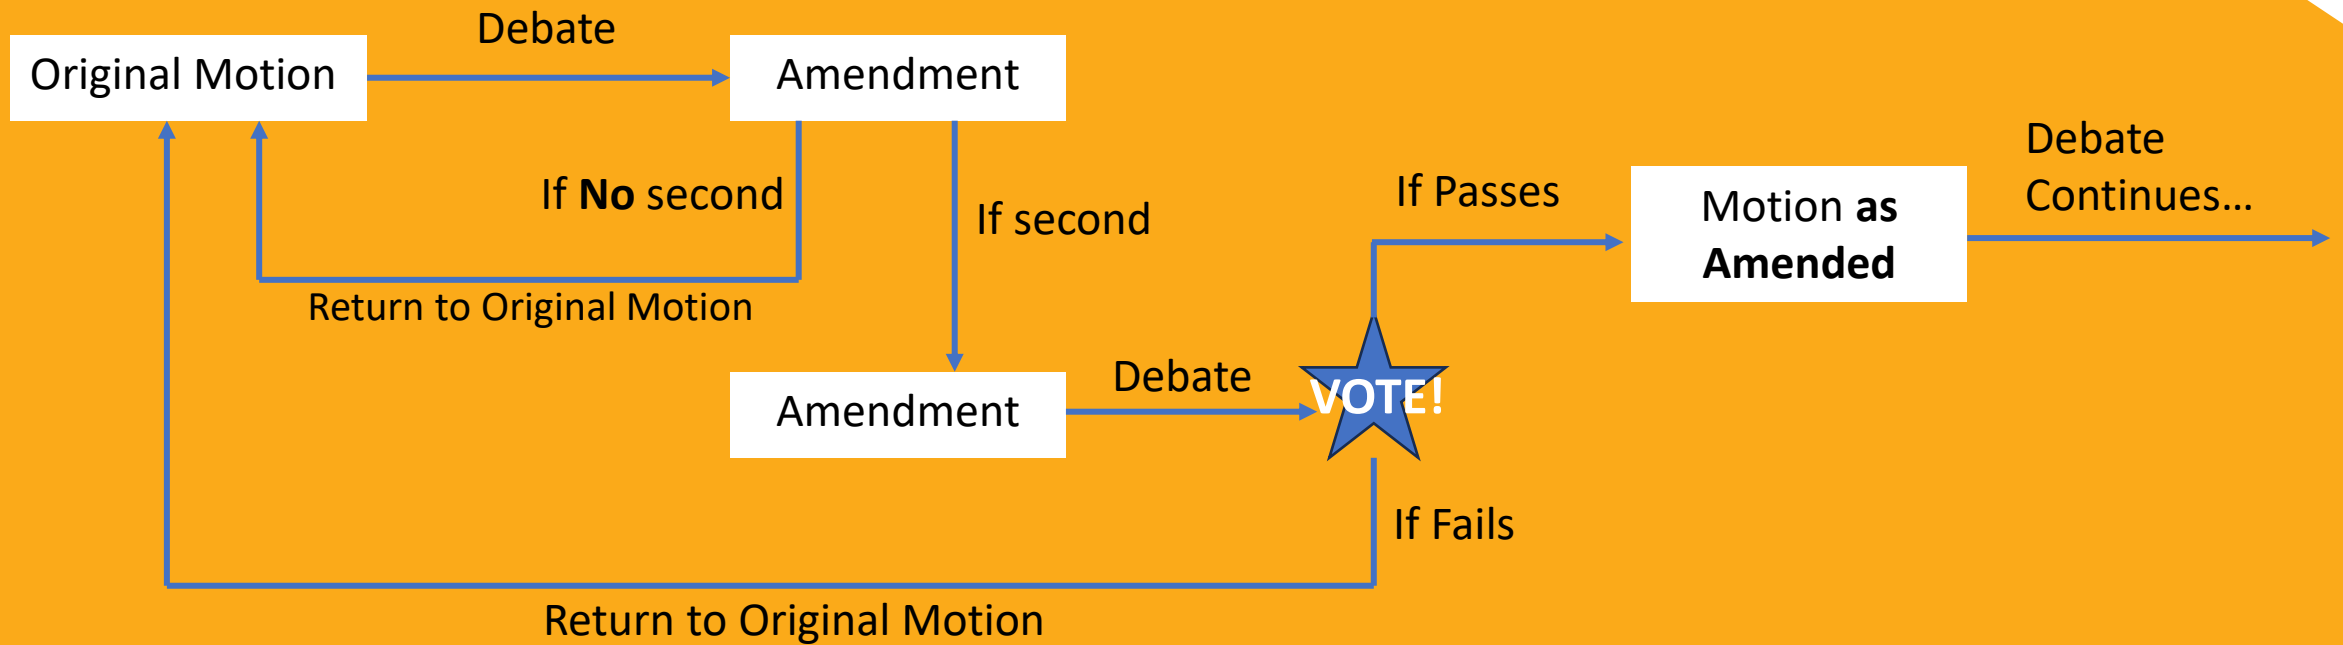 Debate
Original Motion
Amendment
Debate
Continues...
If No second
If second
If Passes
Motion as
Amended
Return to Original Motion
Debate
VOTE!
Amendment
If Fails
Return to Original Motion